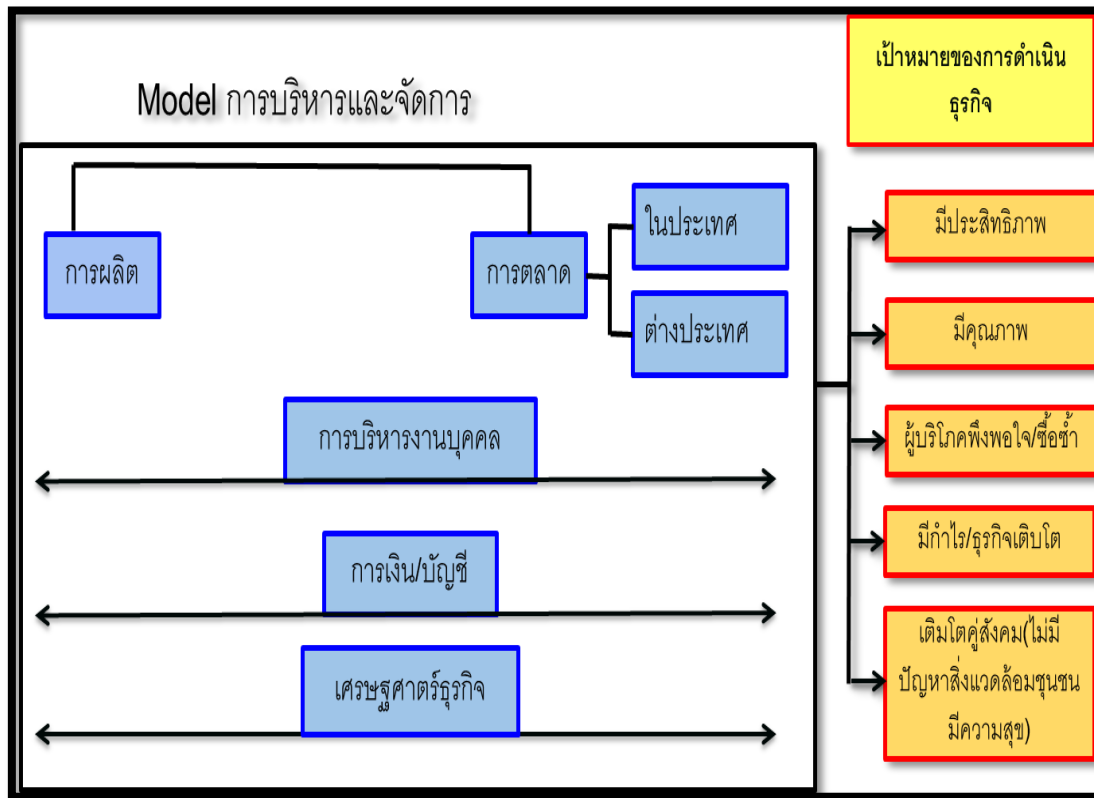 Model การบริหารและจัดการ
เป้าหมายของการดำเนิน
ธุรกิจ
การผลิต
การตลาด
ในประเทศ
ต่างประเทศ
การบริหารงานบุคคล
การเงิน/บัญชี
เศรษฐศาตร์ธุรกิจ
มีประสิทธิภาพ
มีคุณภาพ
ผู้บริโภคพึงพอใจ/ซื้อซ้ำ
มีกำไร/ธุรกิจเติบโต
เติมโตคู่สังคม(ไม่มี
ปัญหาสิ่งแวดล้อมชุนชน
มีความสุข)